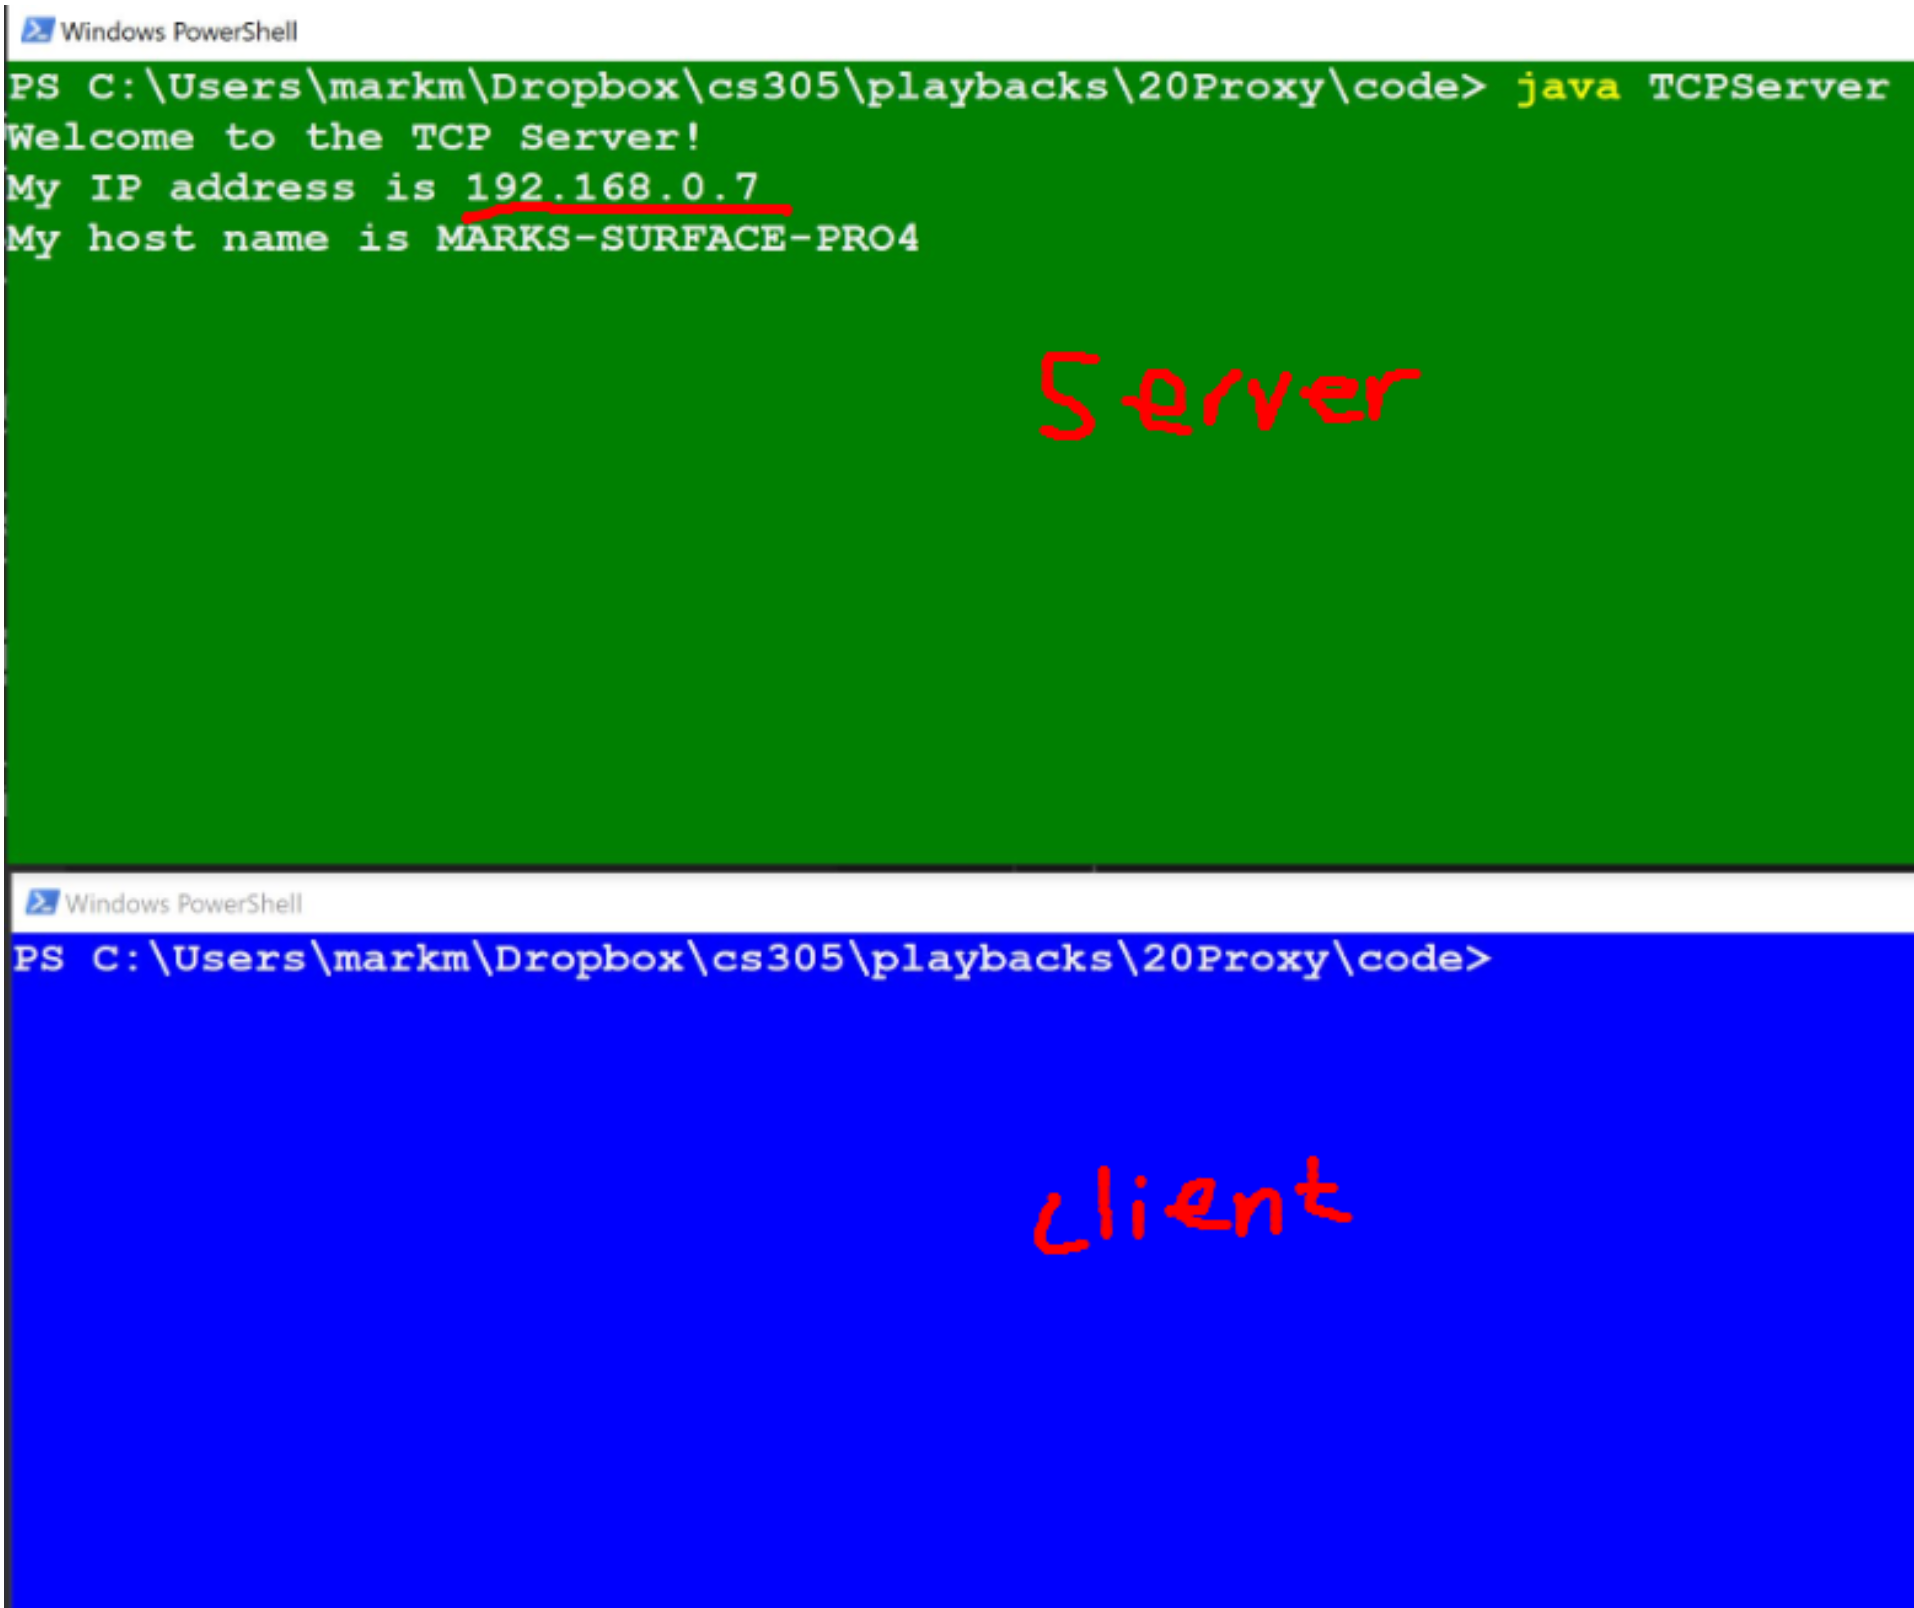 Windows PowerShell
PS C:\Users\markm\Dropbox\cs305\playbacks\20Proxy\code> java TCPServer
Welcome to the TCP Server!
My IP address is 192.168.0.7
My host name is MARKS-SURFACE-PRO4
Server
Windows PowerShell
PS C:\Users\markm\Dropbox\cs305\playbacks\20Proxy\code>
client